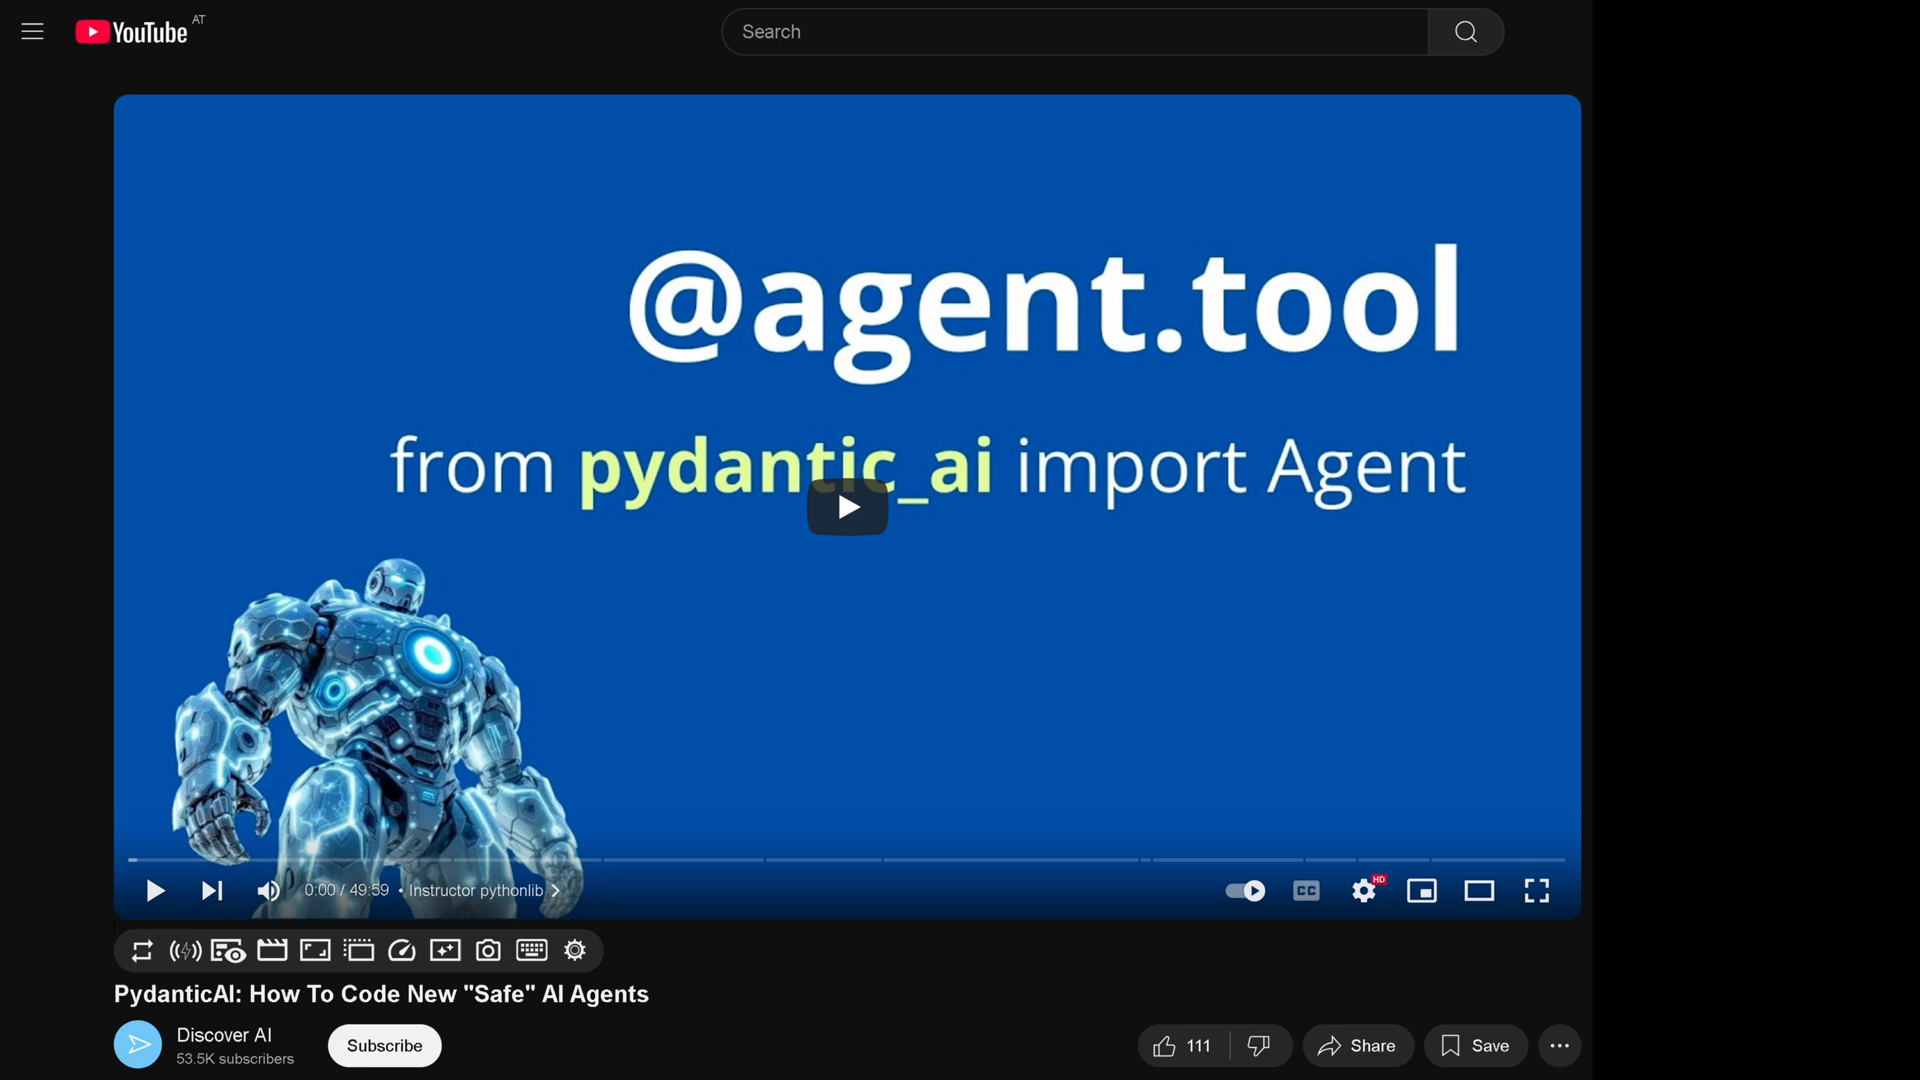 YouTube AT
Search
@agent.tool
from pydantic_ai import Agent
0:00 / 49:59 • Instructor pythonlib
CC
HD
PydanticAI: How To Code New "Safe" AI Agents
Discover AI
53.5K subscribers
Subscribe
111
Share
Save